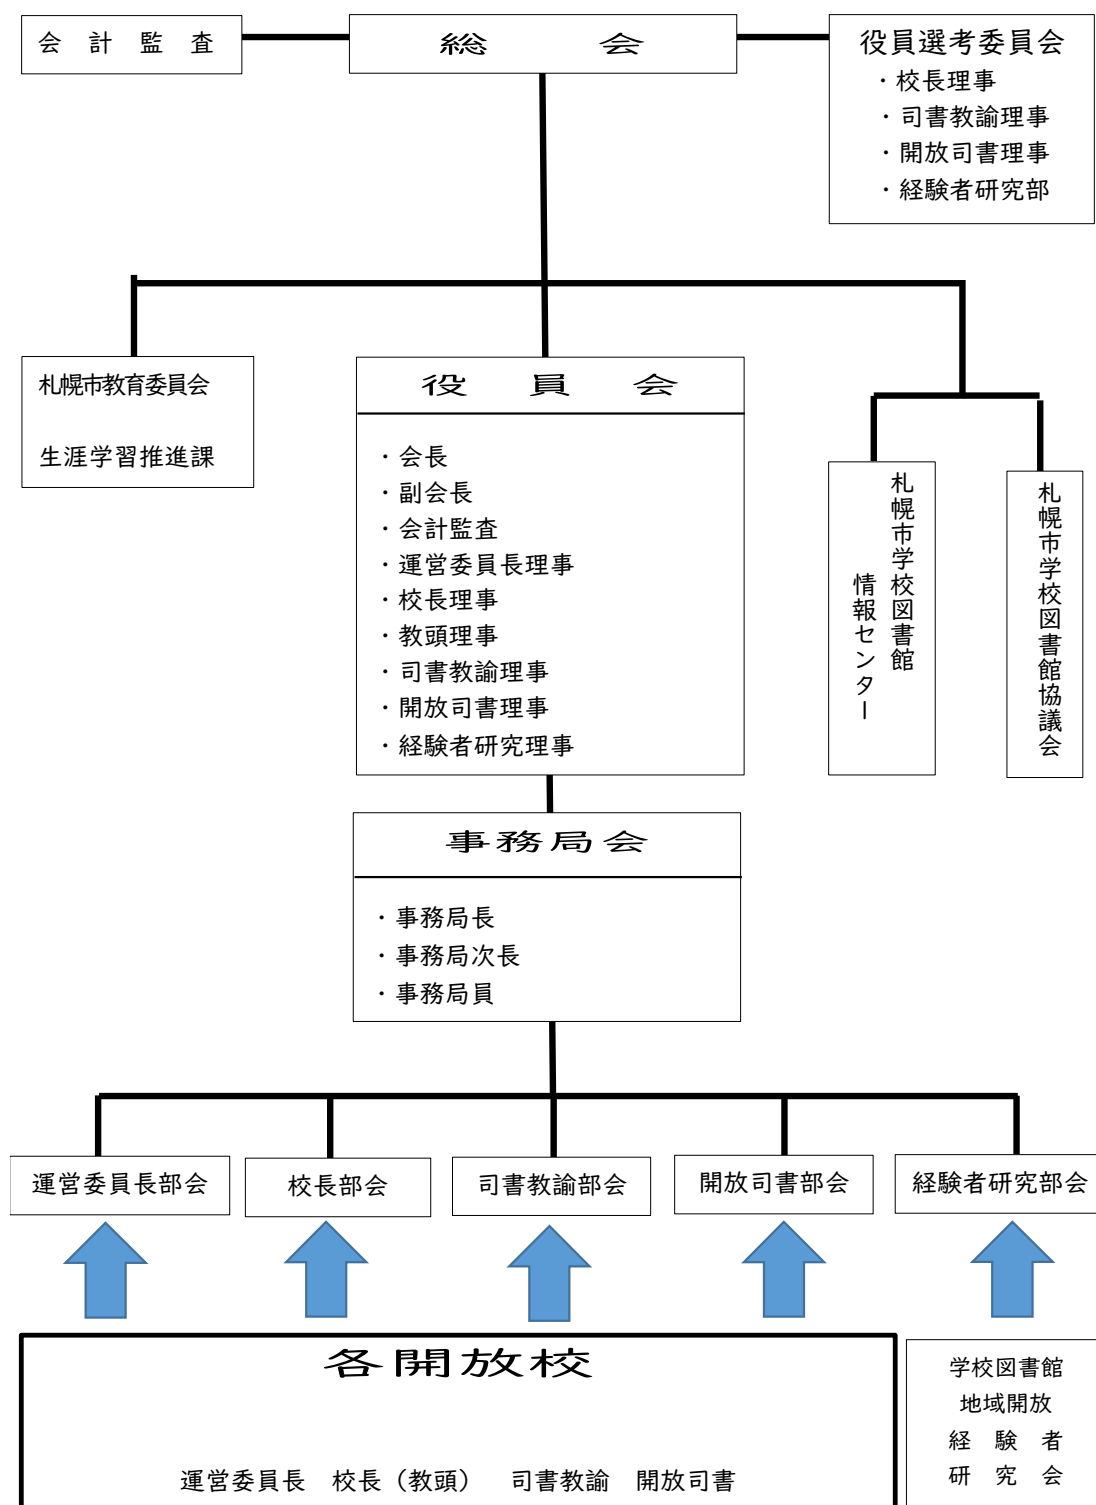 会　計　監　査
総　　会
役員選考委員会
・校長理事
・司書教諭理事
・開放司書理事
・経験者研究部
札幌市教育委員会
生涯学習推進課
役　員　会
・会長
・副会長
・会計監査
・運営委員長理事
・校長理事
・教頭理事
・司書教諭理事
・開放司書理事
・経験者研究理事
札幌市学校図書館
情報センター
札幌市学校図書館協議会
事務局会
・事務局長
・事務局次長
・事務局員
運営委員長部会
校長部会
司書教諭部会
開放司書部会
経験者研究部会
各開放校
運営委員長　校長（教頭）　司書教諭　開放司書
学校図書館
地域開放
経　験　者
研　究　会